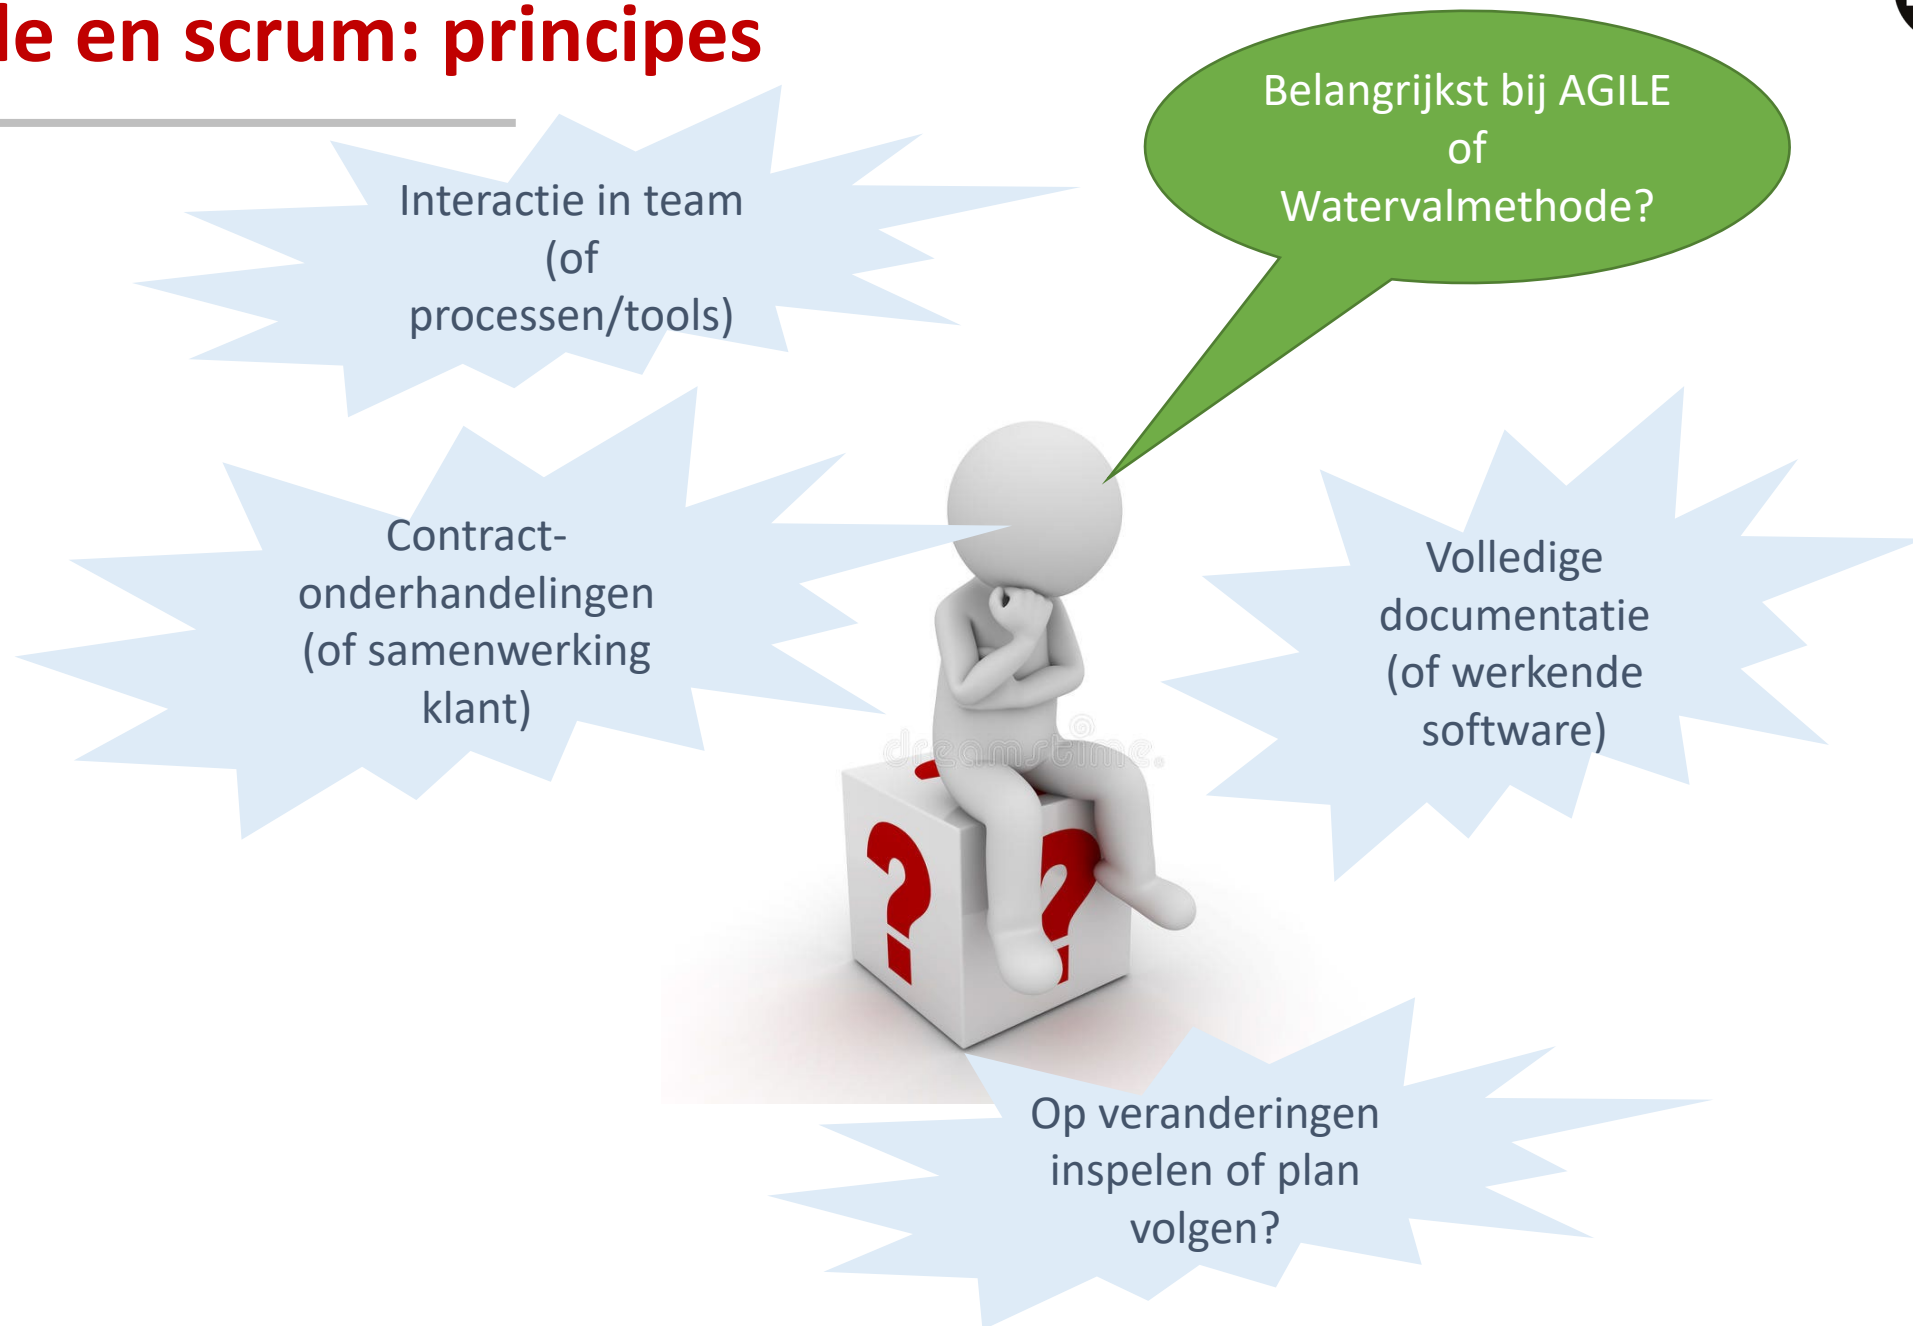 le en scrum: principes
Belangrijkst bij AGILE
of
Watervalmethode?
Interactie in team
(of
processen/tools)
Contract-
onderhandelingen
(of samenwerking
klant)
Volledige
documentatie
(of werkende
software)
dreamstime.
Op veranderingen
inspelen of plan
volgen?